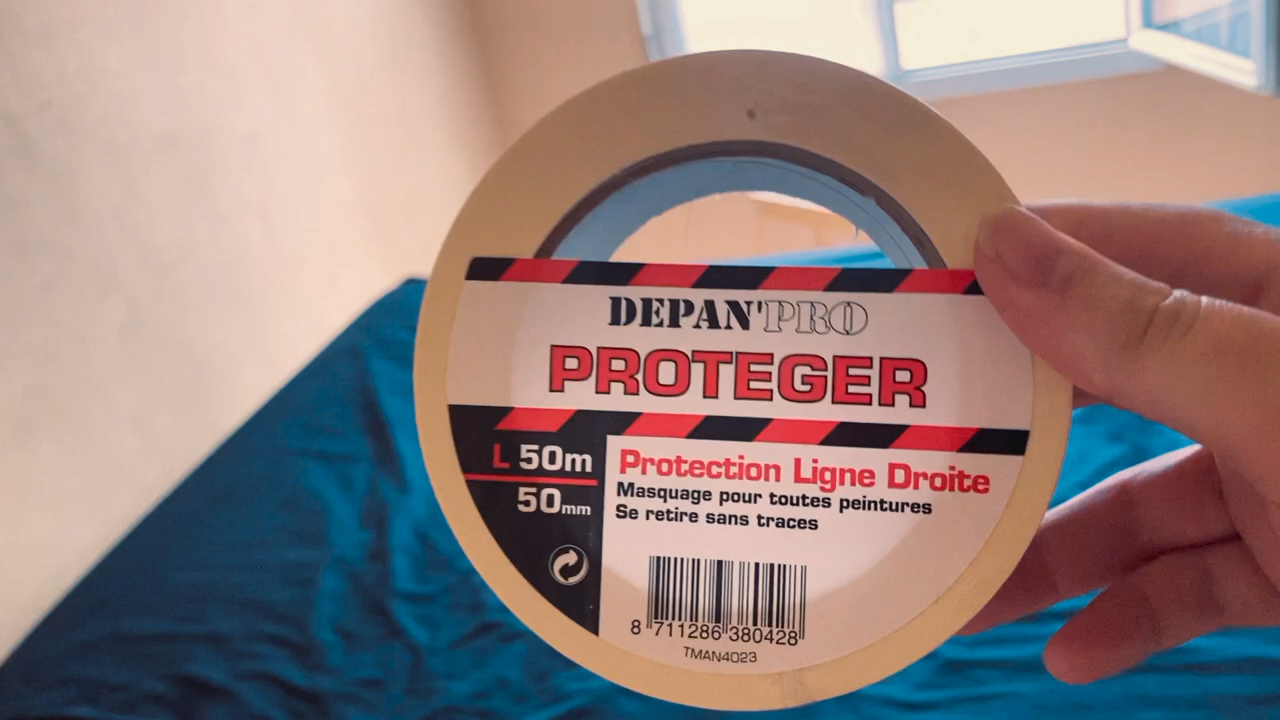 DEPAN'PRO
PROTEGER
L 50m
50mm
Protection Ligne Droite
Masquage pour toutes peintures
Se retire sans traces
8 711286 380428
TMAN4023